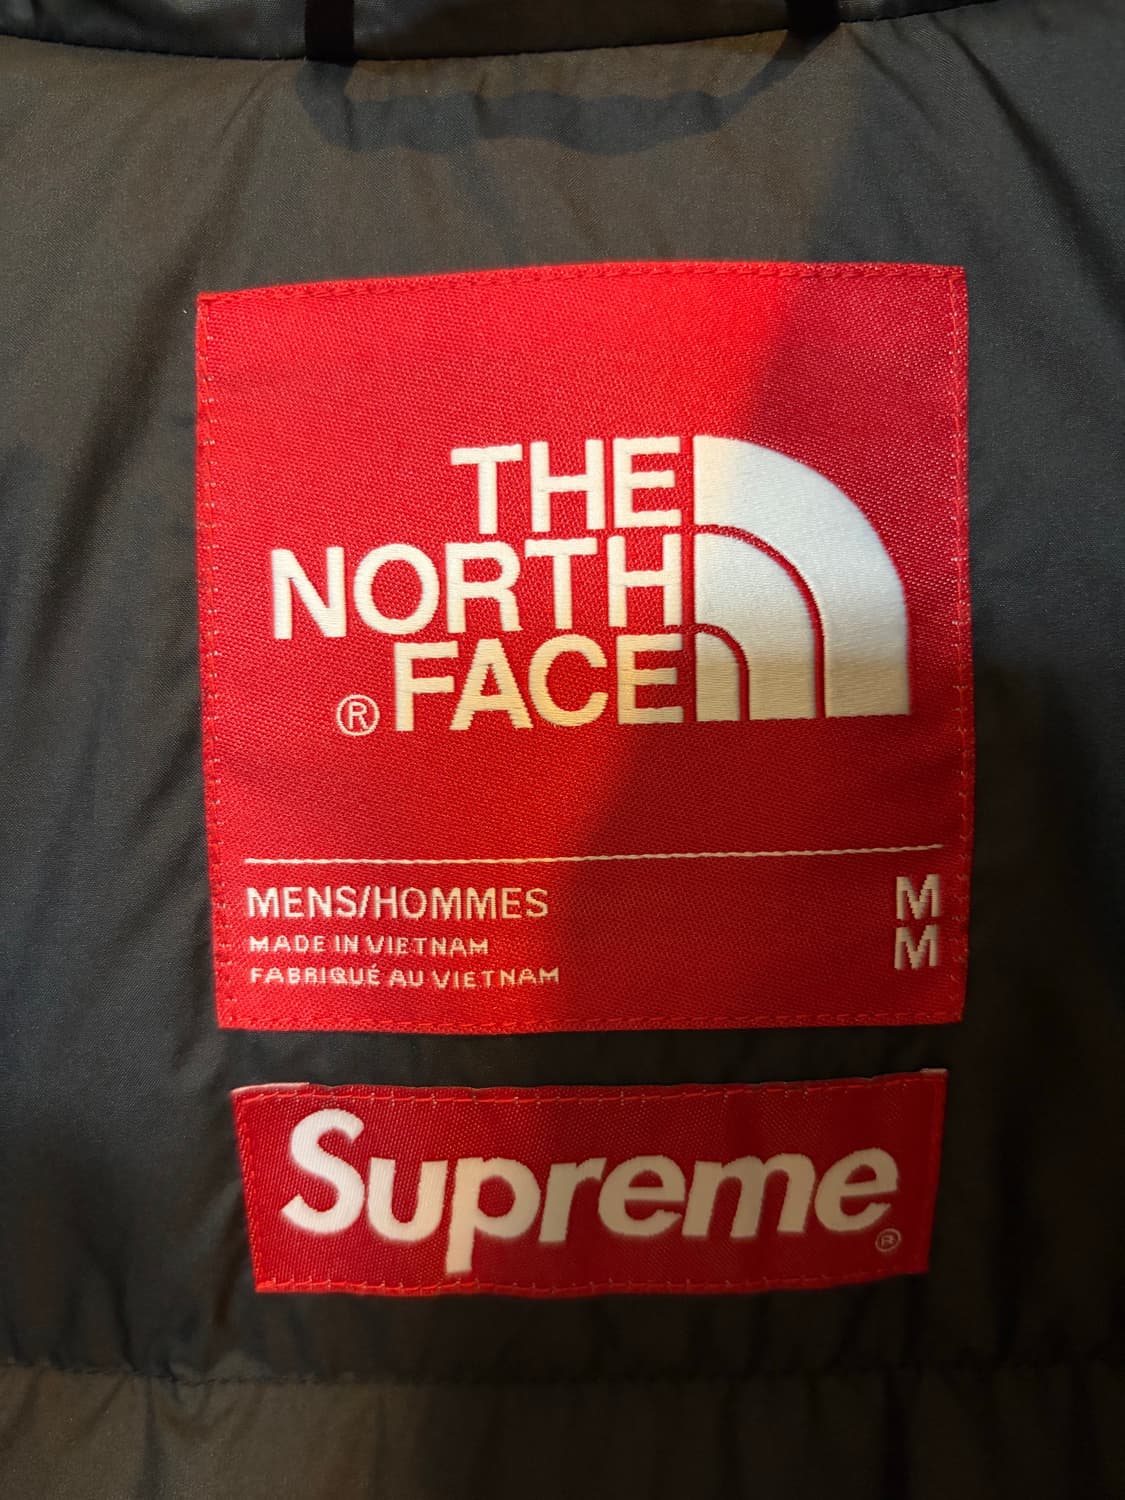 THE
NORTH
® FACE
MENS/HOMMES M
MADE IN VIETNAM M
FABRIQUÉ AU VIETNAM
Supreme ®